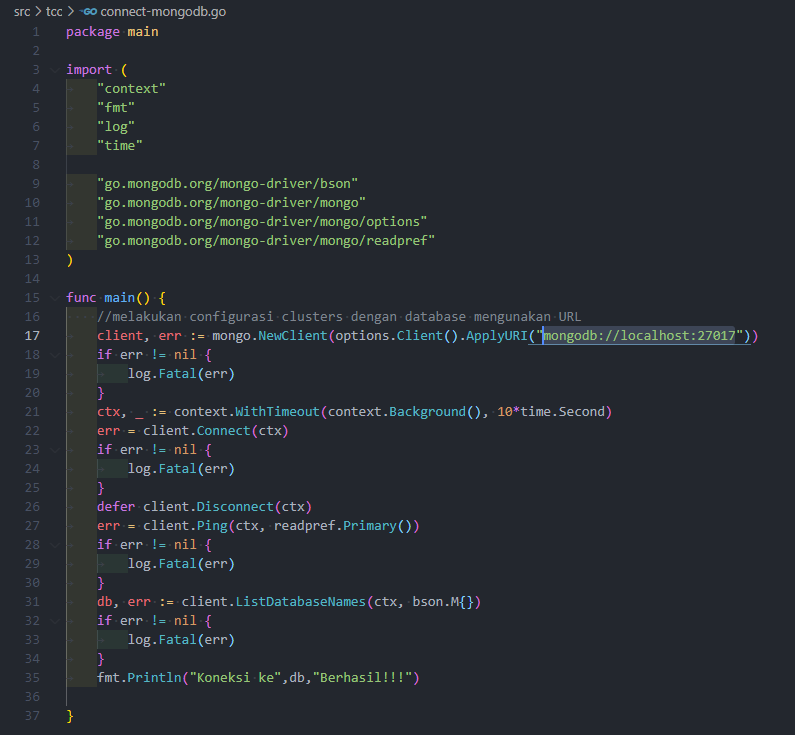 src > tcc > GO connect-mongodb.go
1 package main
2
3 import (
4 "context"
5 "fmt"
6 "log"
7 "time"
8
9 "go.mongodb.org/mongo-driver/bson"
10 "go.mongodb.org/mongo-driver/mongo"
11 "go.mongodb.org/mongo-driver/mongo/options"
12 "go.mongodb.org/mongo-driver/mongo/readpref"
13 )
14
15 func main() {
16 //melakukan configurasi clusters dengan database mengunakan URL
17 client, err := mongo.NewClient(options.Client().ApplyURI("mongodb://localhost:27017"))
18 if err != nil {
19 log.Fatal(err)
20 }
21 ctx, _ := context.WithTimeout(context.Background(), 10*time.Second)
22 err = client.Connect(ctx)
23 if err != nil {
24 log.Fatal(err)
25 }
26 defer client.Disconnect(ctx)
27 err = client.Ping(ctx, readpref.Primary())
28 if err != nil {
29 log.Fatal(err)
30 }
31 db, err := client.ListDatabaseNames(ctx, bson.M{})
32 if err != nil {
33 log.Fatal(err)
34 }
35 fmt.Println("Koneksi ke",db,"Berhasil!!!")
36
37 }